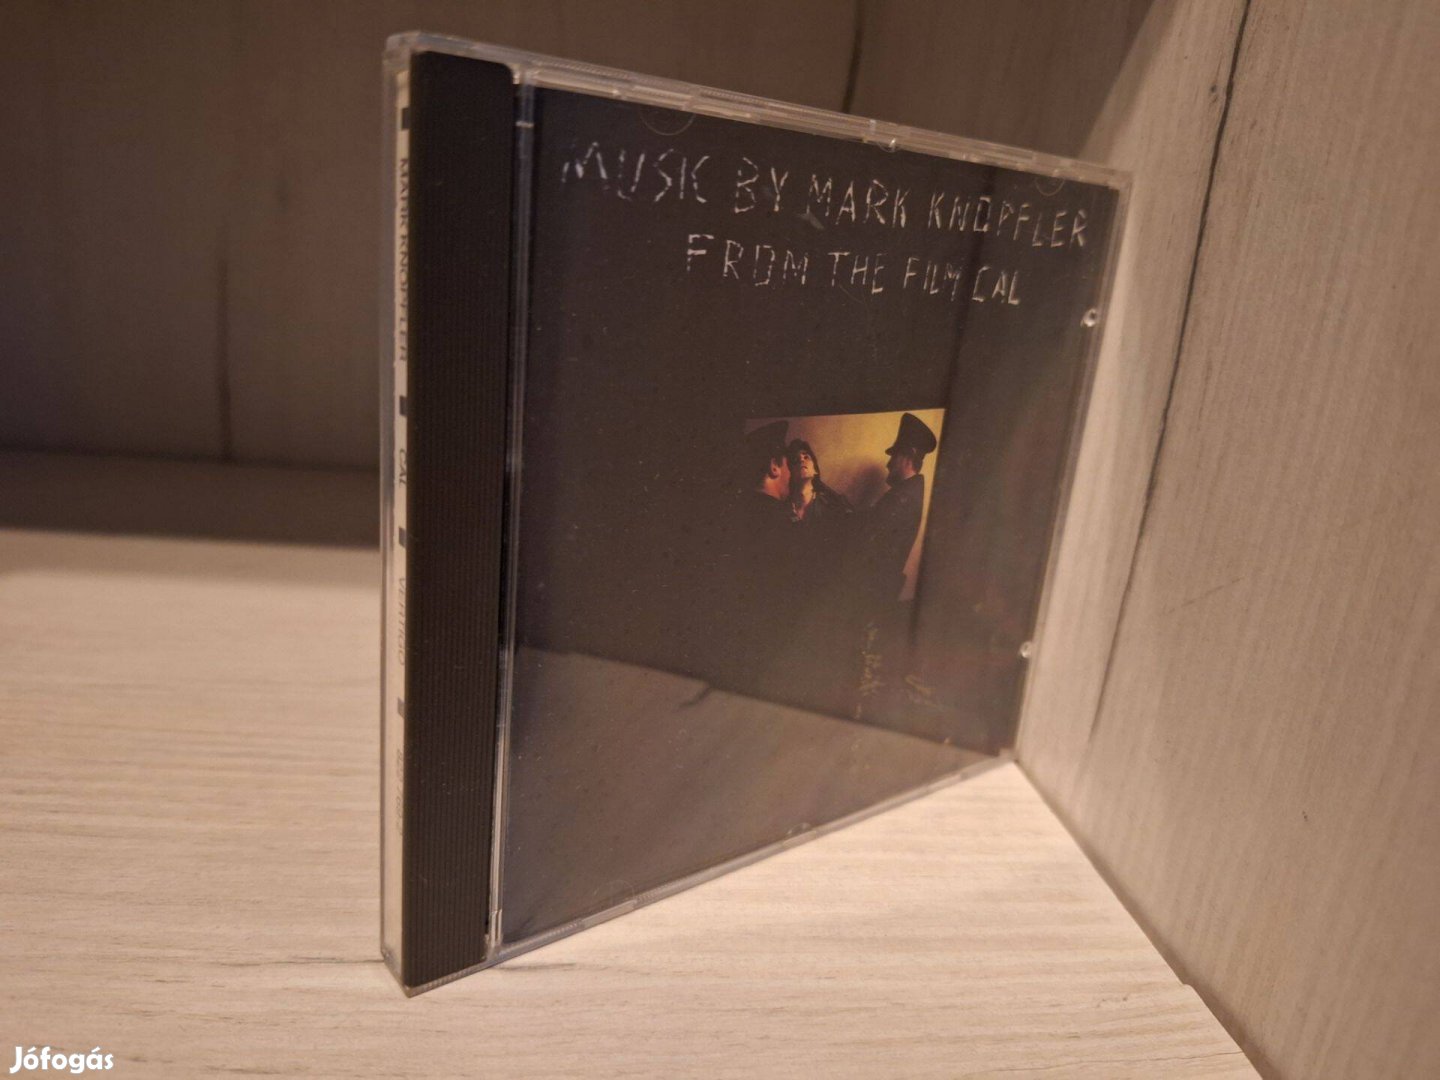 MUSIC BY MARK KNOPFLER
FROM THE FILM CAL
MARK KNOPFLER CAL VERTIGO
Jófogás